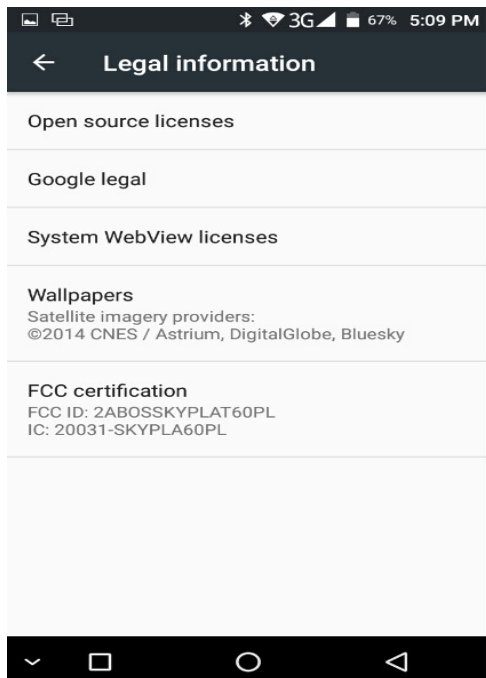 3G 67% 5:09 PM
Legal information
Open source licenses
Google legal
System WebView licenses
Wallpapers
Satellite imagery providers:
©2014 CNES / Astrium, DigitalGlobe, Bluesky
FCC certification
FCC ID: 2ABOSSKYPLAT60PL
IC: 20031-SKYPLA60PL